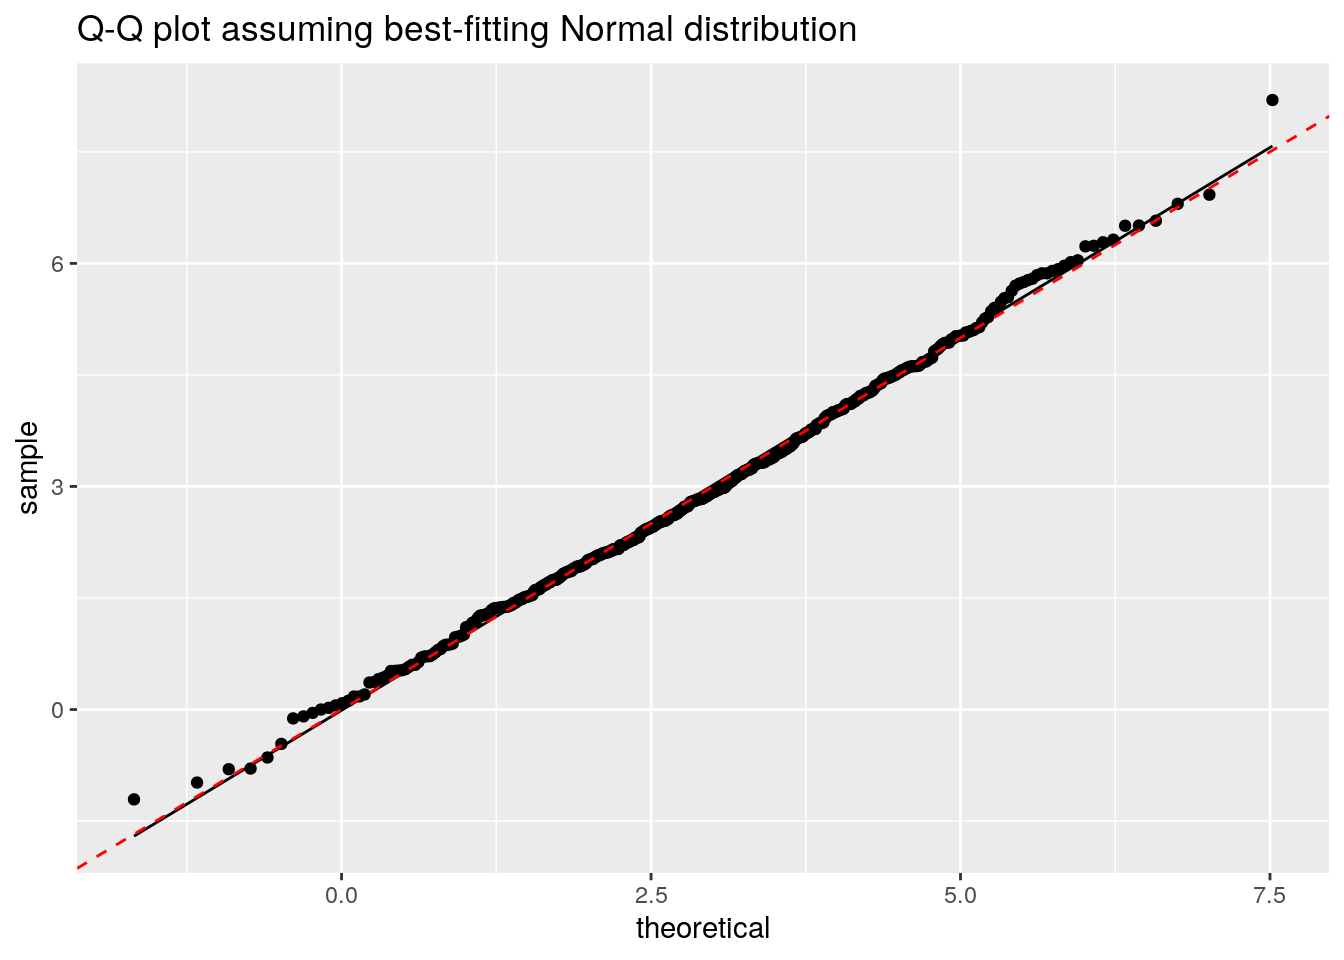 Q-Q plot assuming best-fitting Normal distribution
6
3
0
sample
0.0
2.5
5.0
7.5
theoretical